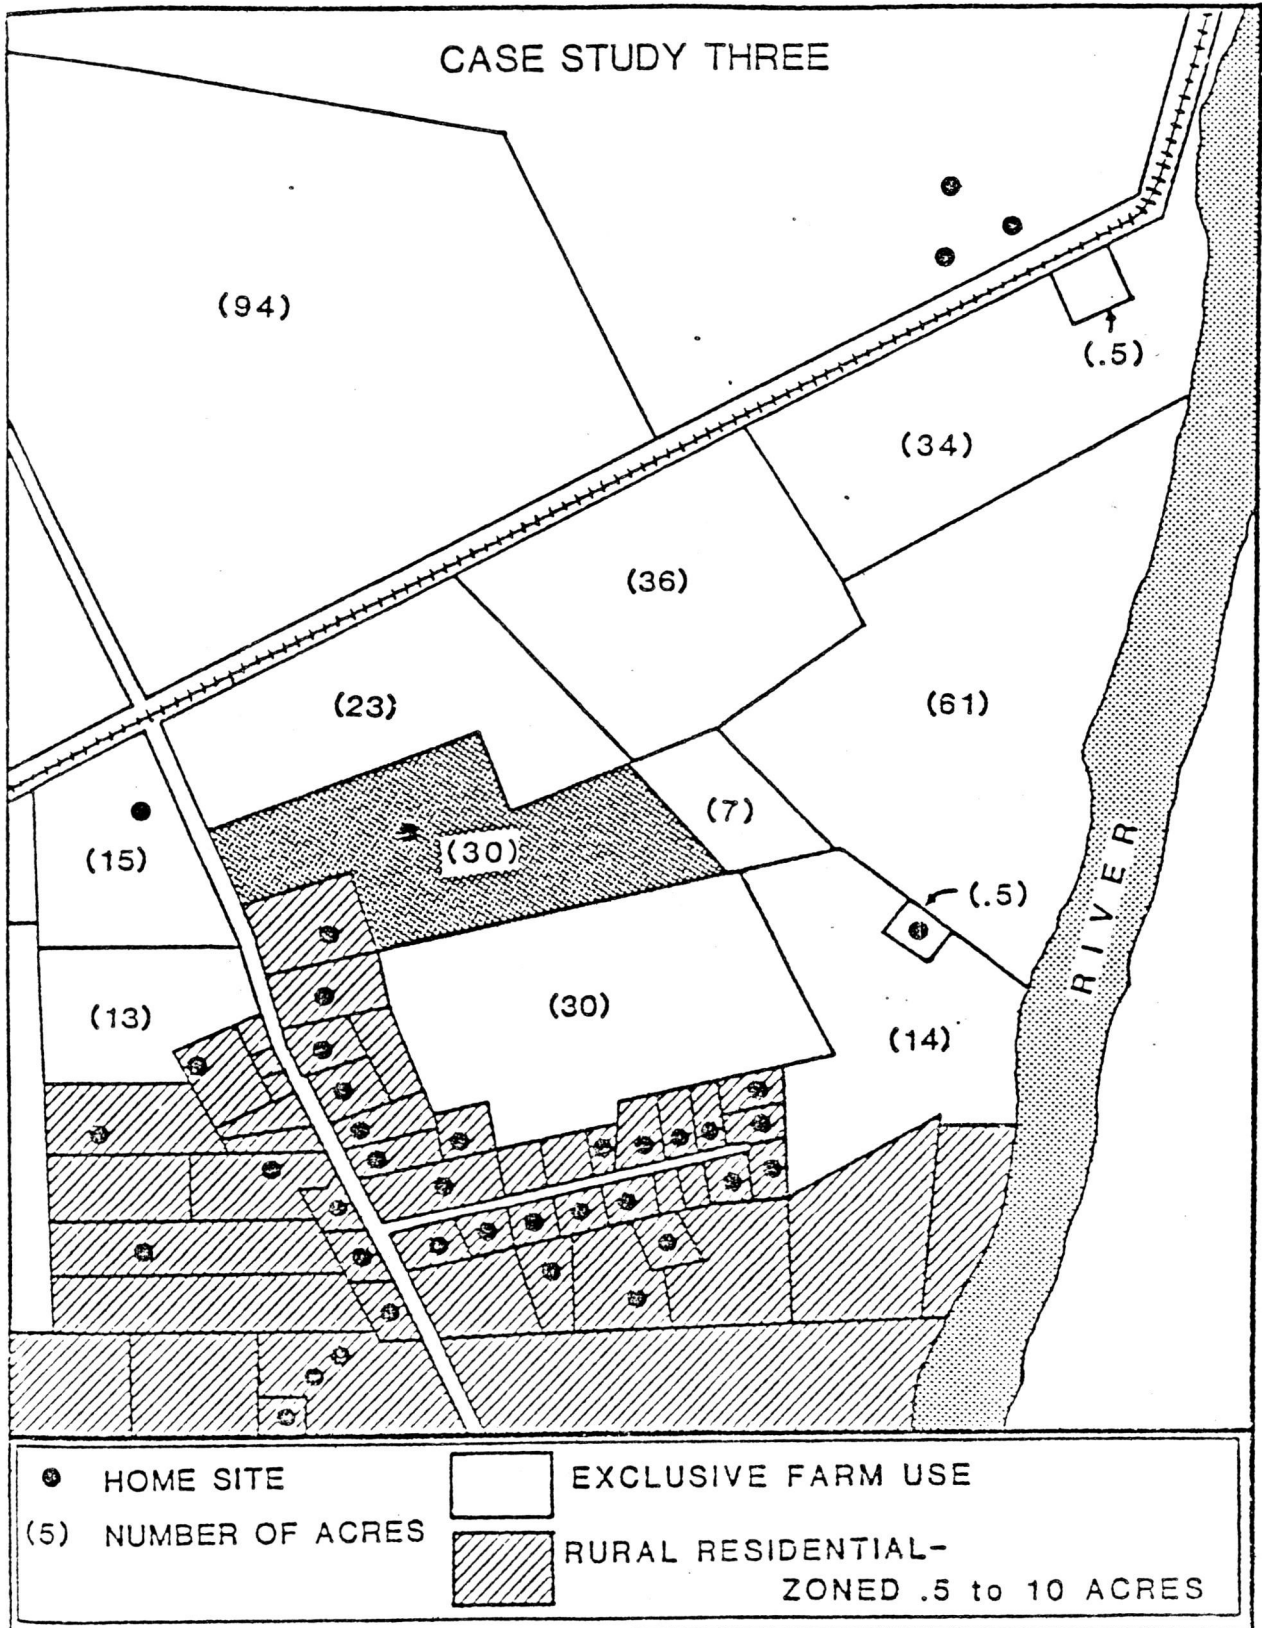 CASE STUDY THREE
(94)
(.5)
(34)
(36)
(61)
(23)
(7)
(30)
(15)
(.5)
RIVER
(13)
(30)
(14)
HOME SITE
EXCLUSIVE FARM USE
(5) NUMBER OF ACRES
RURAL RESIDENTIAL-
ZONED .5 to 10 ACRES